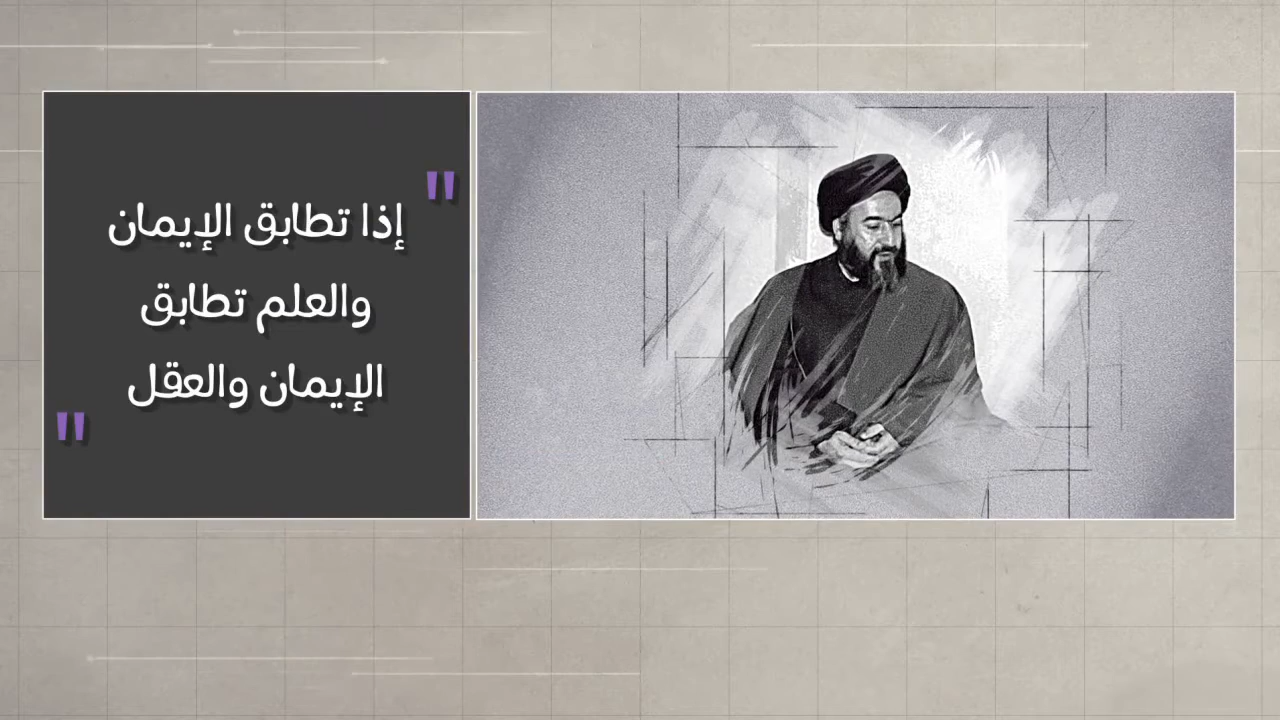 "إذا تطابق الإيمان
والعلم تطابق
الإيمان والعقل"